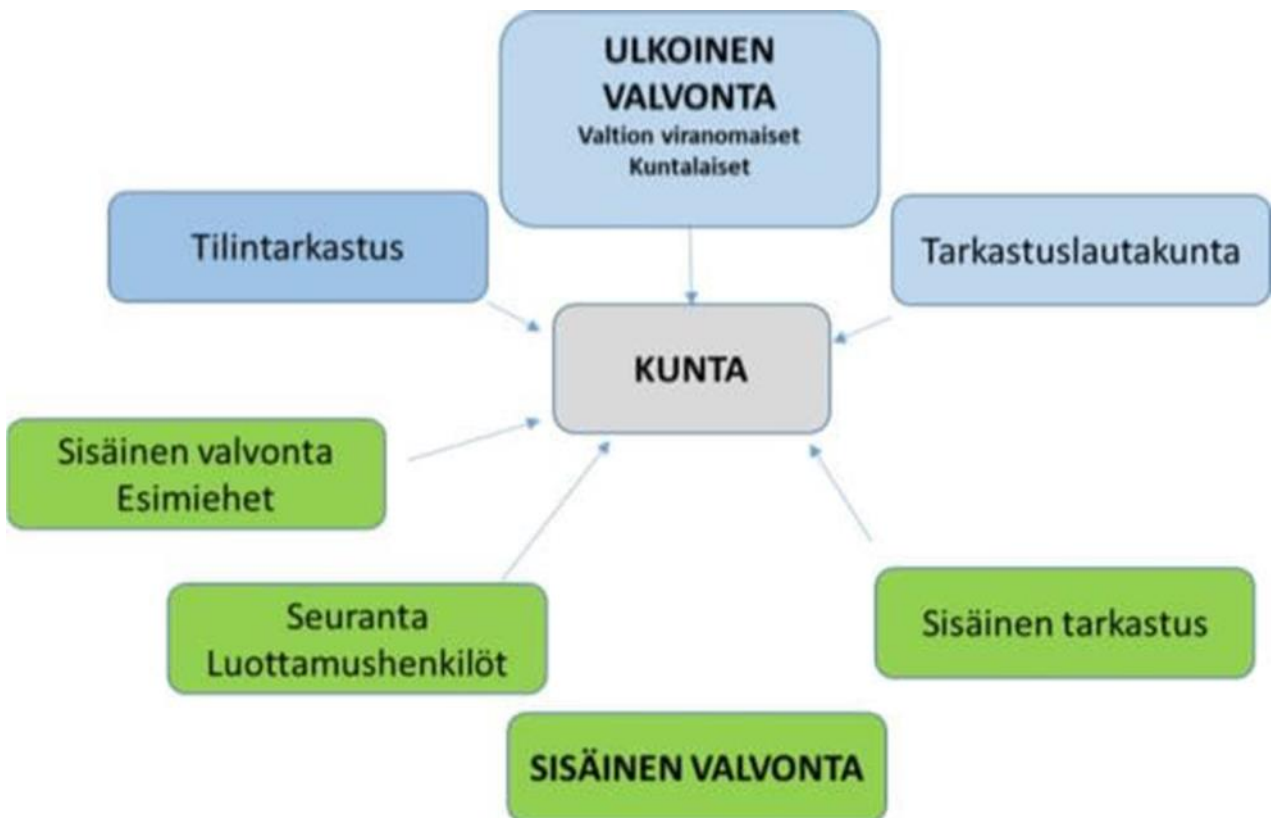 ULKOINEN
VALVONTA
Valtion viranomaiset
Kuntalaiset
Tilintarkastus
Tarkastuslautakunta
KUNTA
Sisäinen valvonta
Esimiehet
Seuranta
Luottamushenkilöt
Sisäinen tarkastus
SISÄINEN VALVONTA